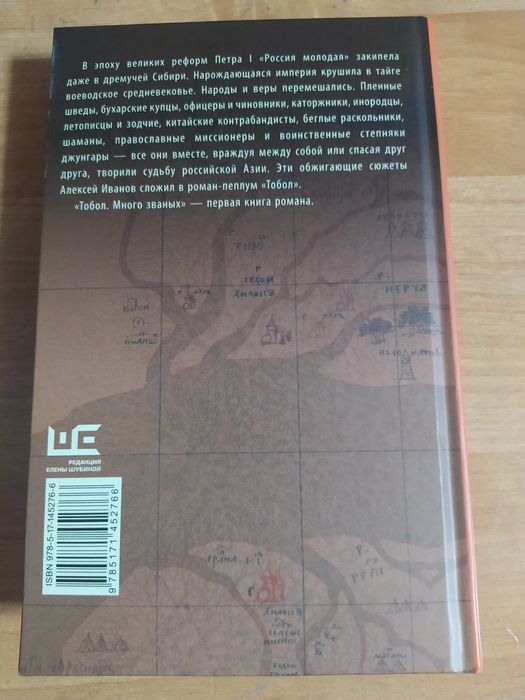 В эпоху великих реформ Петра I «Россия молодая» закипела
даже в дремучей Сибири. Нарождающаяся империя крушила в тайге
воеводское средневековье. Народы и веры перемешались. Пленные
шведы, бухарские купцы, офицеры и чиновники, каторжники, инородцы,
летописцы и зодчие, китайские контрабандисты, беглые раскольники,
шаманы, православные миссионеры и воинственные степняки
джунгары — все они вместе, враждуя между собой или спасая друг
друга, творили судьбу российской Азии. Эти обжигающие сюжеты
Алексей Иванов сложил в роман-пеплум «Тобол».
«Тобол. Много званых» — первая книга романа.
РЕДАКЦИЯ
ЕЛЕНЫ ШУБИНОЙ
ISBN 978-5-17-145276-6
9 785171 452766